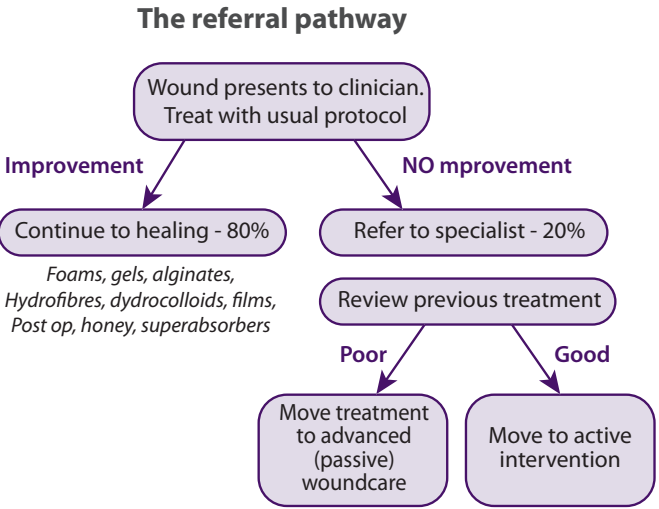 The referral pathway
Wound presents to clinician.
Treat with usual protocol
Improvement
NO mprovement
Continue to healing - 80%
Refer to specialist - 20%
Foams, gels, alginates,
Hydrofibres, dydrocolloids, films,
Post op, honey, superabsorbers
Review previous treatment
Poor
Good
Move treatment
to advanced
(passive)
woundcare
Move to active
intervention